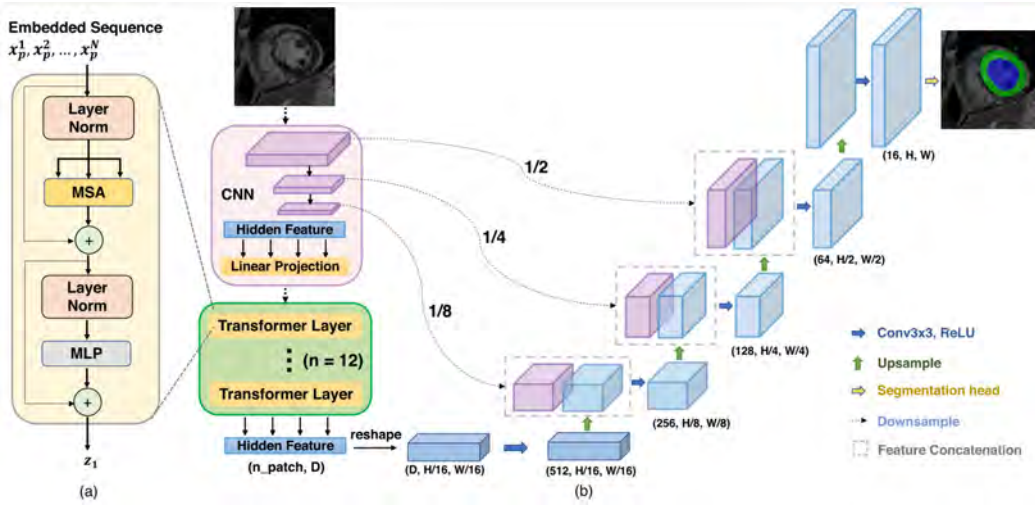 Embedded Sequence
x_p^1, x_p^2, ..., x_p^N
Layer
Norm
MSA
+
Layer
Norm
MLP
+
z_1
(a)
CNN
Hidden Feature
Linear Projection
Transformer Layer
(n = 12)
Transformer Layer
Hidden Feature
(n_patch, D)
reshape
(D, H/16, W/16)
(512, H/16, W/16)
(b)
1/2
1/4
1/8
(256, H/8, W/8)
(128, H/4, W/4)
(64, H/2, W/2)
(16, H, W)
Conv3x3, ReLU
Upsample
Segmentation head
Downsample
Feature Concatenation